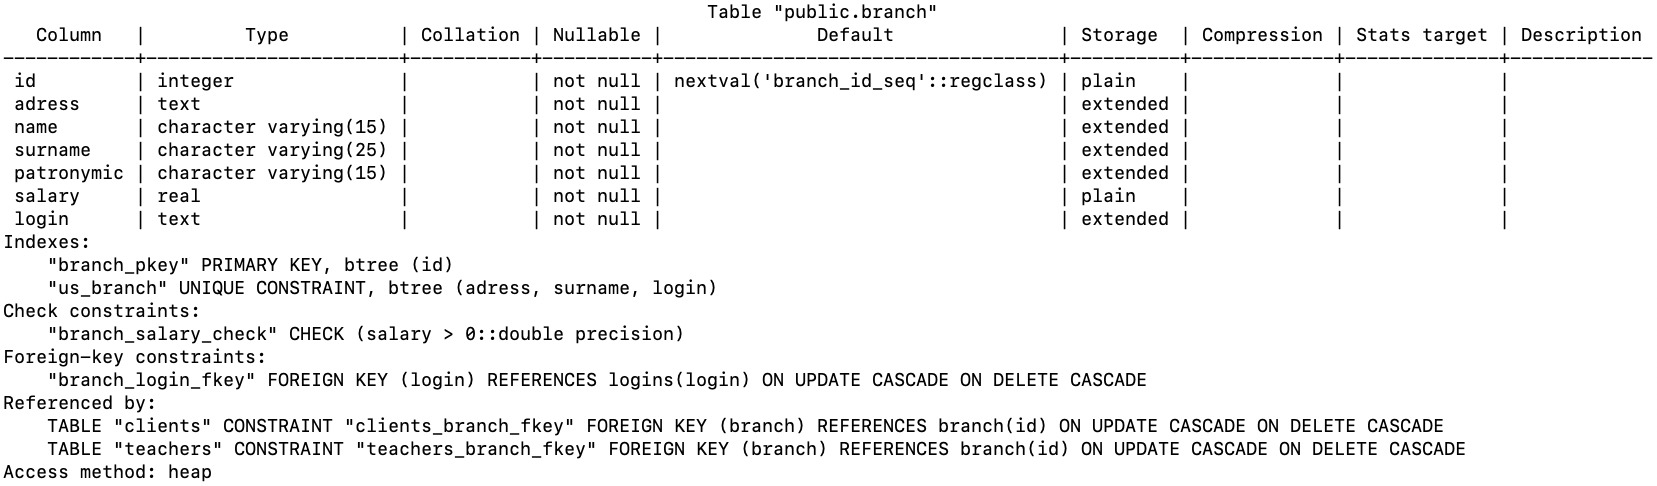 Table "public.branch"
   Column   |         Type          | Collation | Nullable |              Default               | Storage  | Compression | Stats target | Description
------------+-----------------------+-----------+----------+------------------------------------+----------+-------------+--------------+-------------
 id         | integer               |           | not null | nextval('branch_id_seq'::regclass) | plain    |             |              |
 adress     | text                  |           | not null |                                    | extended |             |              |
 name       | character varying(15) |           | not null |                                    | extended |             |              |
 surname    | character varying(25) |           | not null |                                    | extended |             |              |
 patronymic | character varying(15) |           | not null |                                    | extended |             |              |
 salary     | real                  |           | not null |                                    | plain    |             |              |
 login      | text                  |           | not null |                                    | extended |             |              |
Indexes:
    "branch_pkey" PRIMARY KEY, btree (id)
    "us_branch" UNIQUE CONSTRAINT, btree (adress, surname, login)
Check constraints:
    "branch_salary_check" CHECK (salary > 0::double precision)
Foreign-key constraints:
    "branch_login_fkey" FOREIGN KEY (login) REFERENCES logins(login) ON UPDATE CASCADE ON DELETE CASCADE
Referenced by:
    TABLE "clients" CONSTRAINT "clients_branch_fkey" FOREIGN KEY (branch) REFERENCES branch(id) ON UPDATE CASCADE ON DELETE CASCADE
    TABLE "teachers" CONSTRAINT "teachers_branch_fkey" FOREIGN KEY (branch) REFERENCES branch(id) ON UPDATE CASCADE ON DELETE CASCADE
Access method: heap